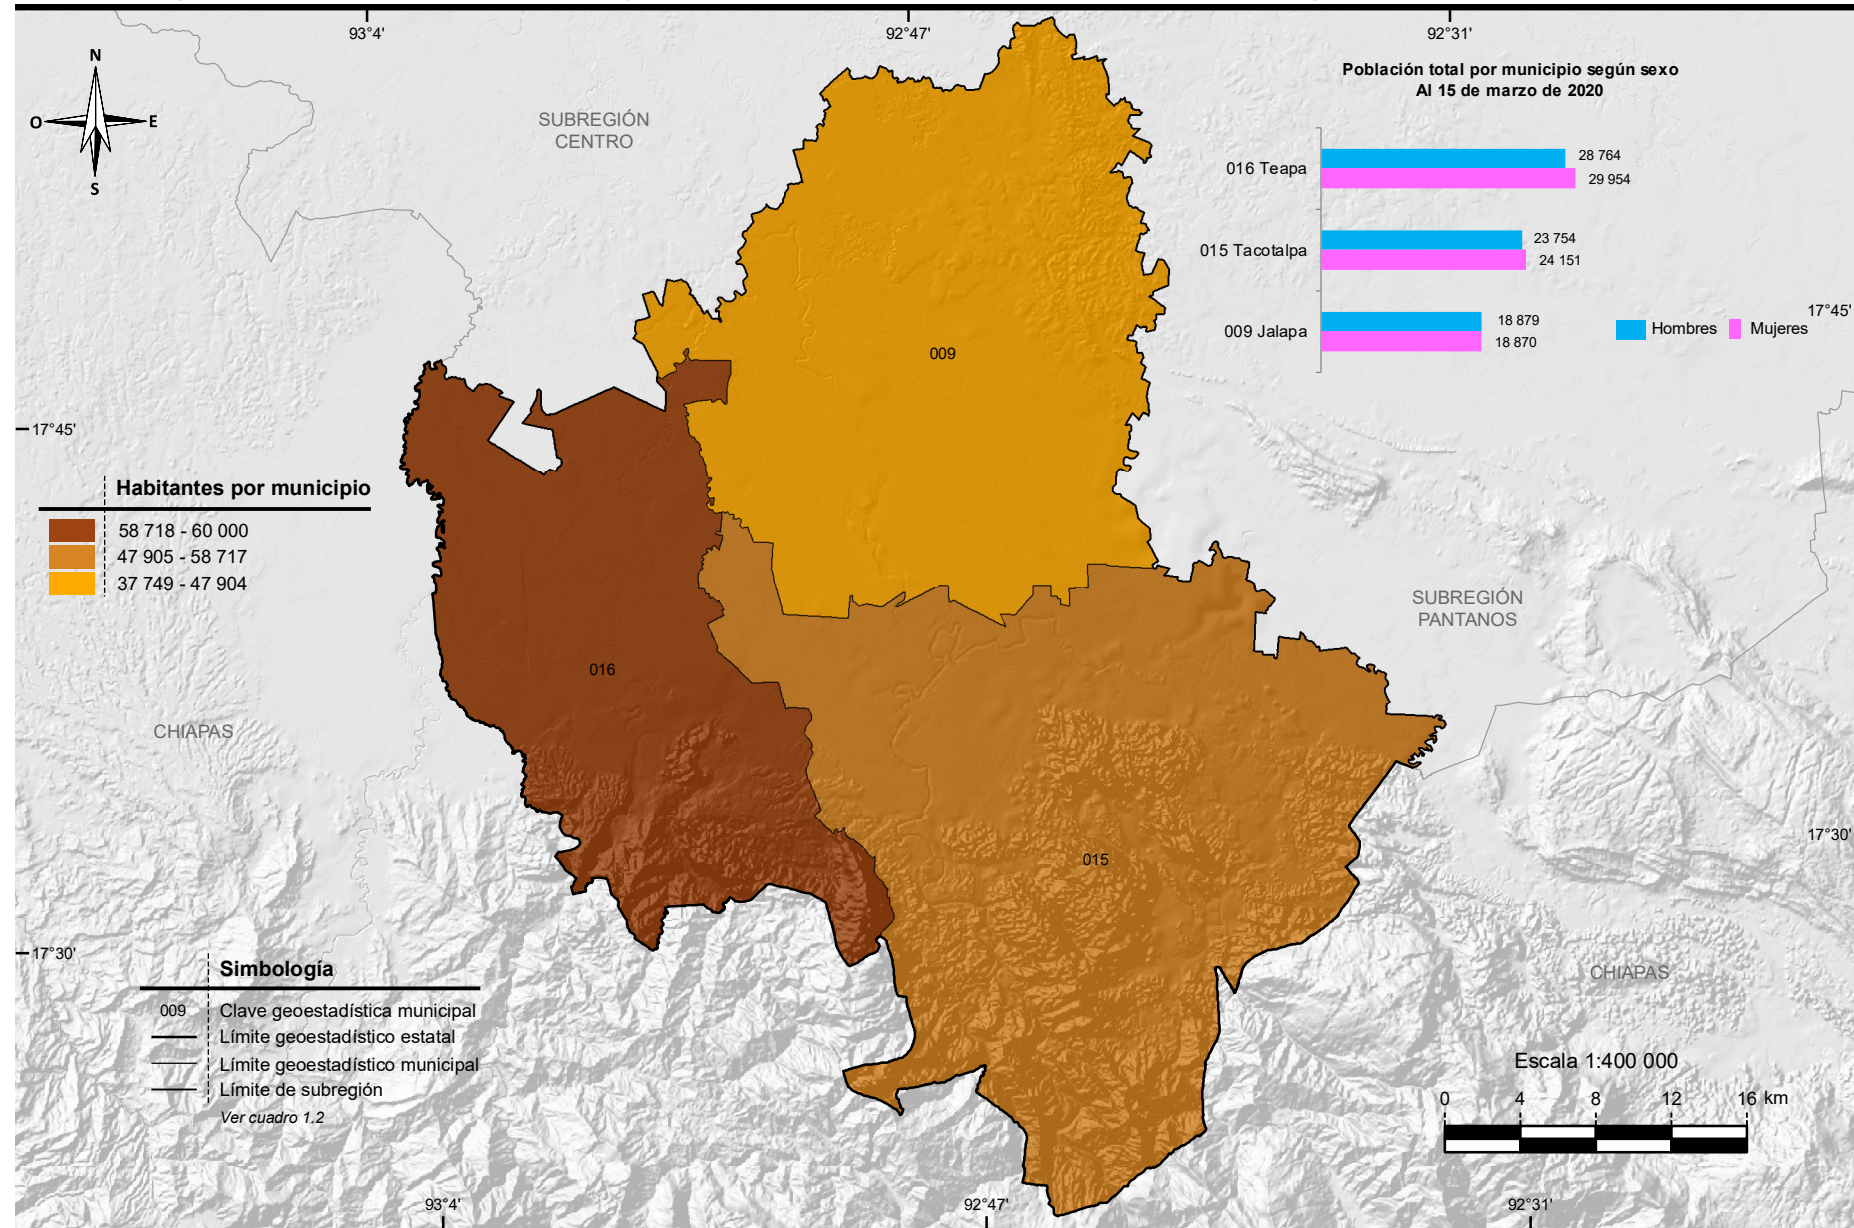 93°4'
92°47'
92°31'
N
O
E
S
SUBREGIÓN
CENTRO
Población total por municipio según sexo
Al 15 de marzo de 2020
016 Teapa
28 764
29 954
015 Tacotalpa
23 754
24 151
009 Jalapa
18 879
18 870
Hombres
Mujeres
17°45'
009
17°45'
Habitantes por municipio
58 718 - 60 000
47 905 - 58 717
37 749 - 47 904
SUBREGIÓN
PANTANOS
016
CHIAPAS
17°30'
015
17°30'
Simbología
009 Clave geoestadística municipal
Límite geoestadístico estatal
Límite geoestadístico municipal
Límite de subregión
Ver cuadro 1.2
CHIAPAS
Escala 1:400 000
0 4 8 12 16 km
93°4'
92°47'
92°31'